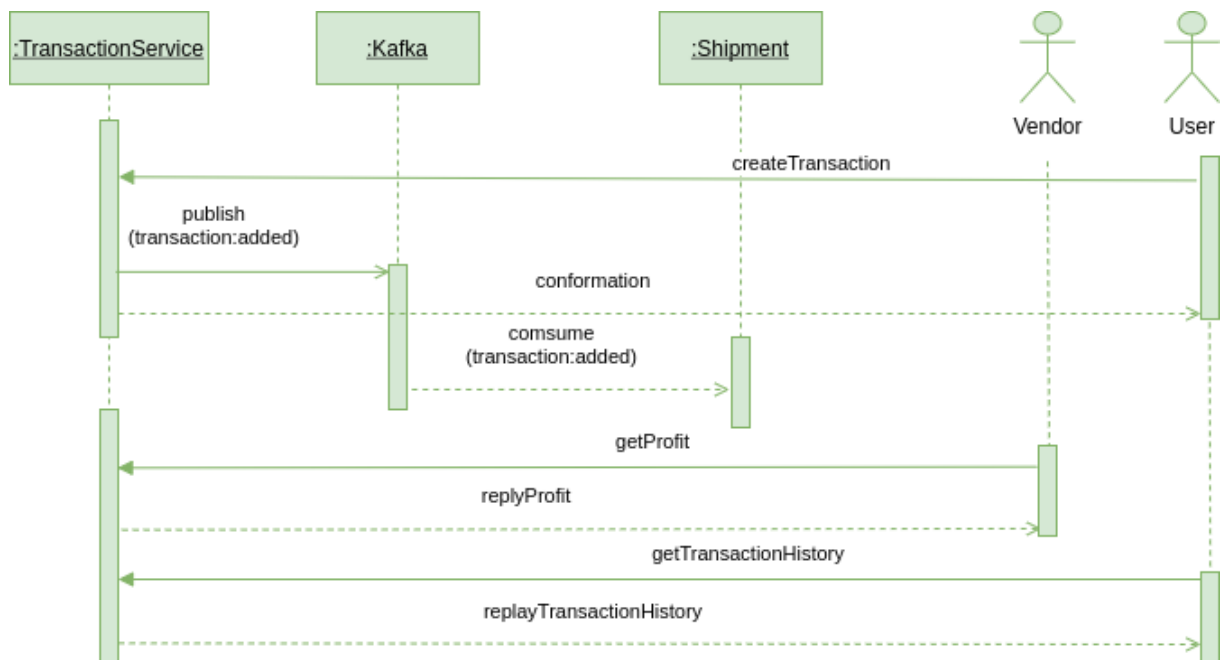 :TransactionService
:Kafka
:Shipment
Vendor
User
createTransaction
publish
(transaction:added)
conformation
comsume
(transaction:added)
getProfit
replyProfit
getTransactionHistory
replayTransactionHistory